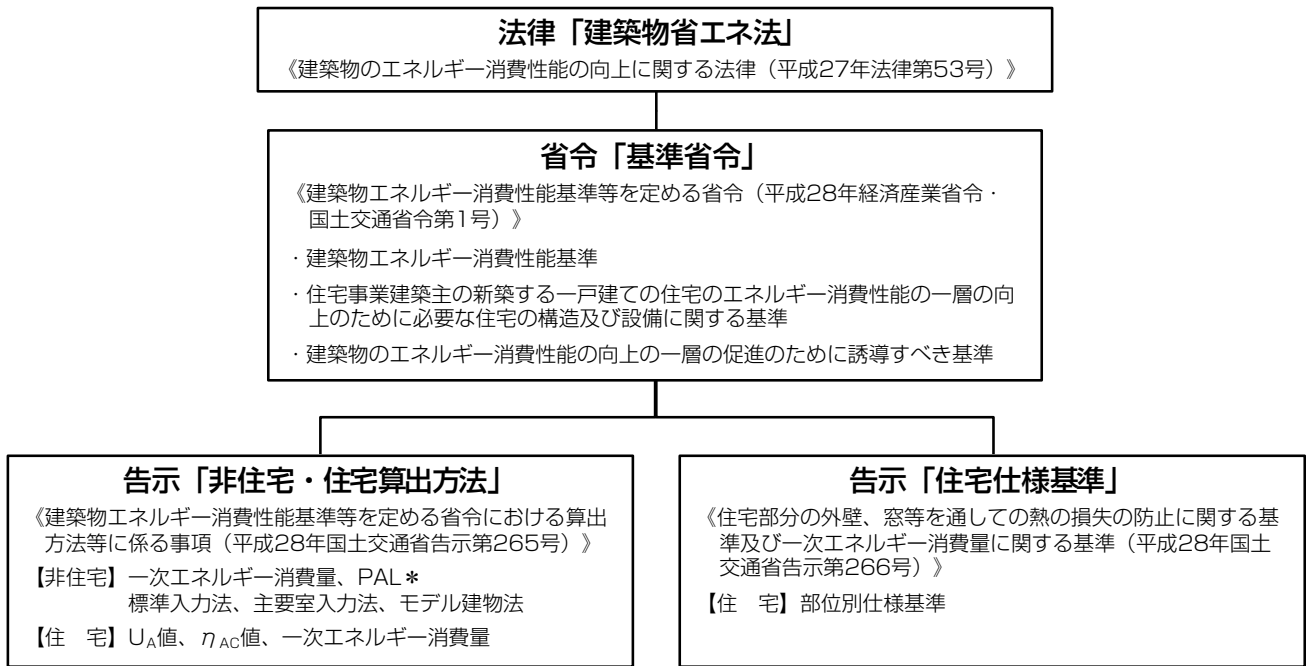 法律「建築物省エネ法」
《建築物のエネルギー消費性能の向上に関する法律（平成27年法律第53号）》
省令「基準省令」
《建築物エネルギー消費性能基準等を定める省令（平成28年経済産業省令・
国土交通省令第1号）》
・建築物エネルギー消費性能基準
・住宅事業建築主の新築する一戸建ての住宅のエネルギー消費性能の一層の向
上のために必要な住宅の構造及び設備に関する基準
・建築物のエネルギー消費性能の向上の一層の促進のために誘導すべき基準
告示「非住宅・住宅算出方法」
《建築物エネルギー消費性能基準等を定める省令における算出
方法等に係る事項（平成28年国土交通省告示第265号）》
【非住宅】一次エネルギー消費量、PAL＊
標準入力法、主要室入力法、モデル建物法
【住　宅】UA値、ηAC値、一次エネルギー消費量
告示「住宅仕様基準」
《住宅部分の外壁、窓等を通しての熱の損失の防止に関する基
準及び一次エネルギー消費量に関する基準（平成28年国土
交通省告示第266号）》
【住　宅】部位別仕様基準